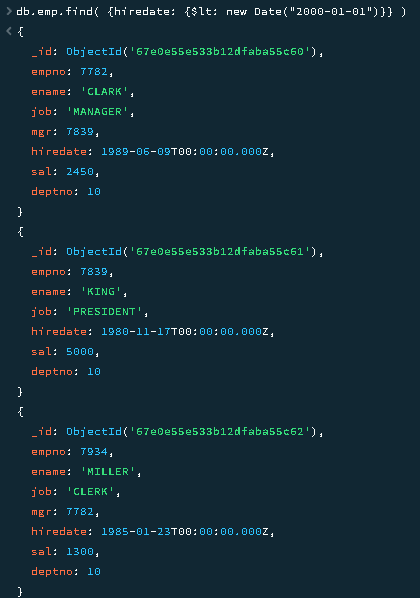 > db.emp.find( {hiredate: {$lt: new Date("2000-01-01")}} )
< {
_id: ObjectId('67e0e55e533b12dfaba55c60'),
empno: 7782,
ename: 'CLARK',
job: 'MANAGER',
mgr: 7839,
hiredate: 1989-06-09T00:00:00.000Z,
sal: 2450,
deptno: 10
}
{
_id: ObjectId('67e0e55e533b12dfaba55c61'),
empno: 7839,
ename: 'KING',
job: 'PRESIDENT',
hiredate: 1980-11-17T00:00:00.000Z,
sal: 5000,
deptno: 10
}
{
_id: ObjectId('67e0e55e533b12dfaba55c62'),
empno: 7934,
ename: 'MILLER',
job: 'CLERK',
mgr: 7782,
hiredate: 1985-01-23T00:00:00.000Z,
sal: 1300,
deptno: 10
}